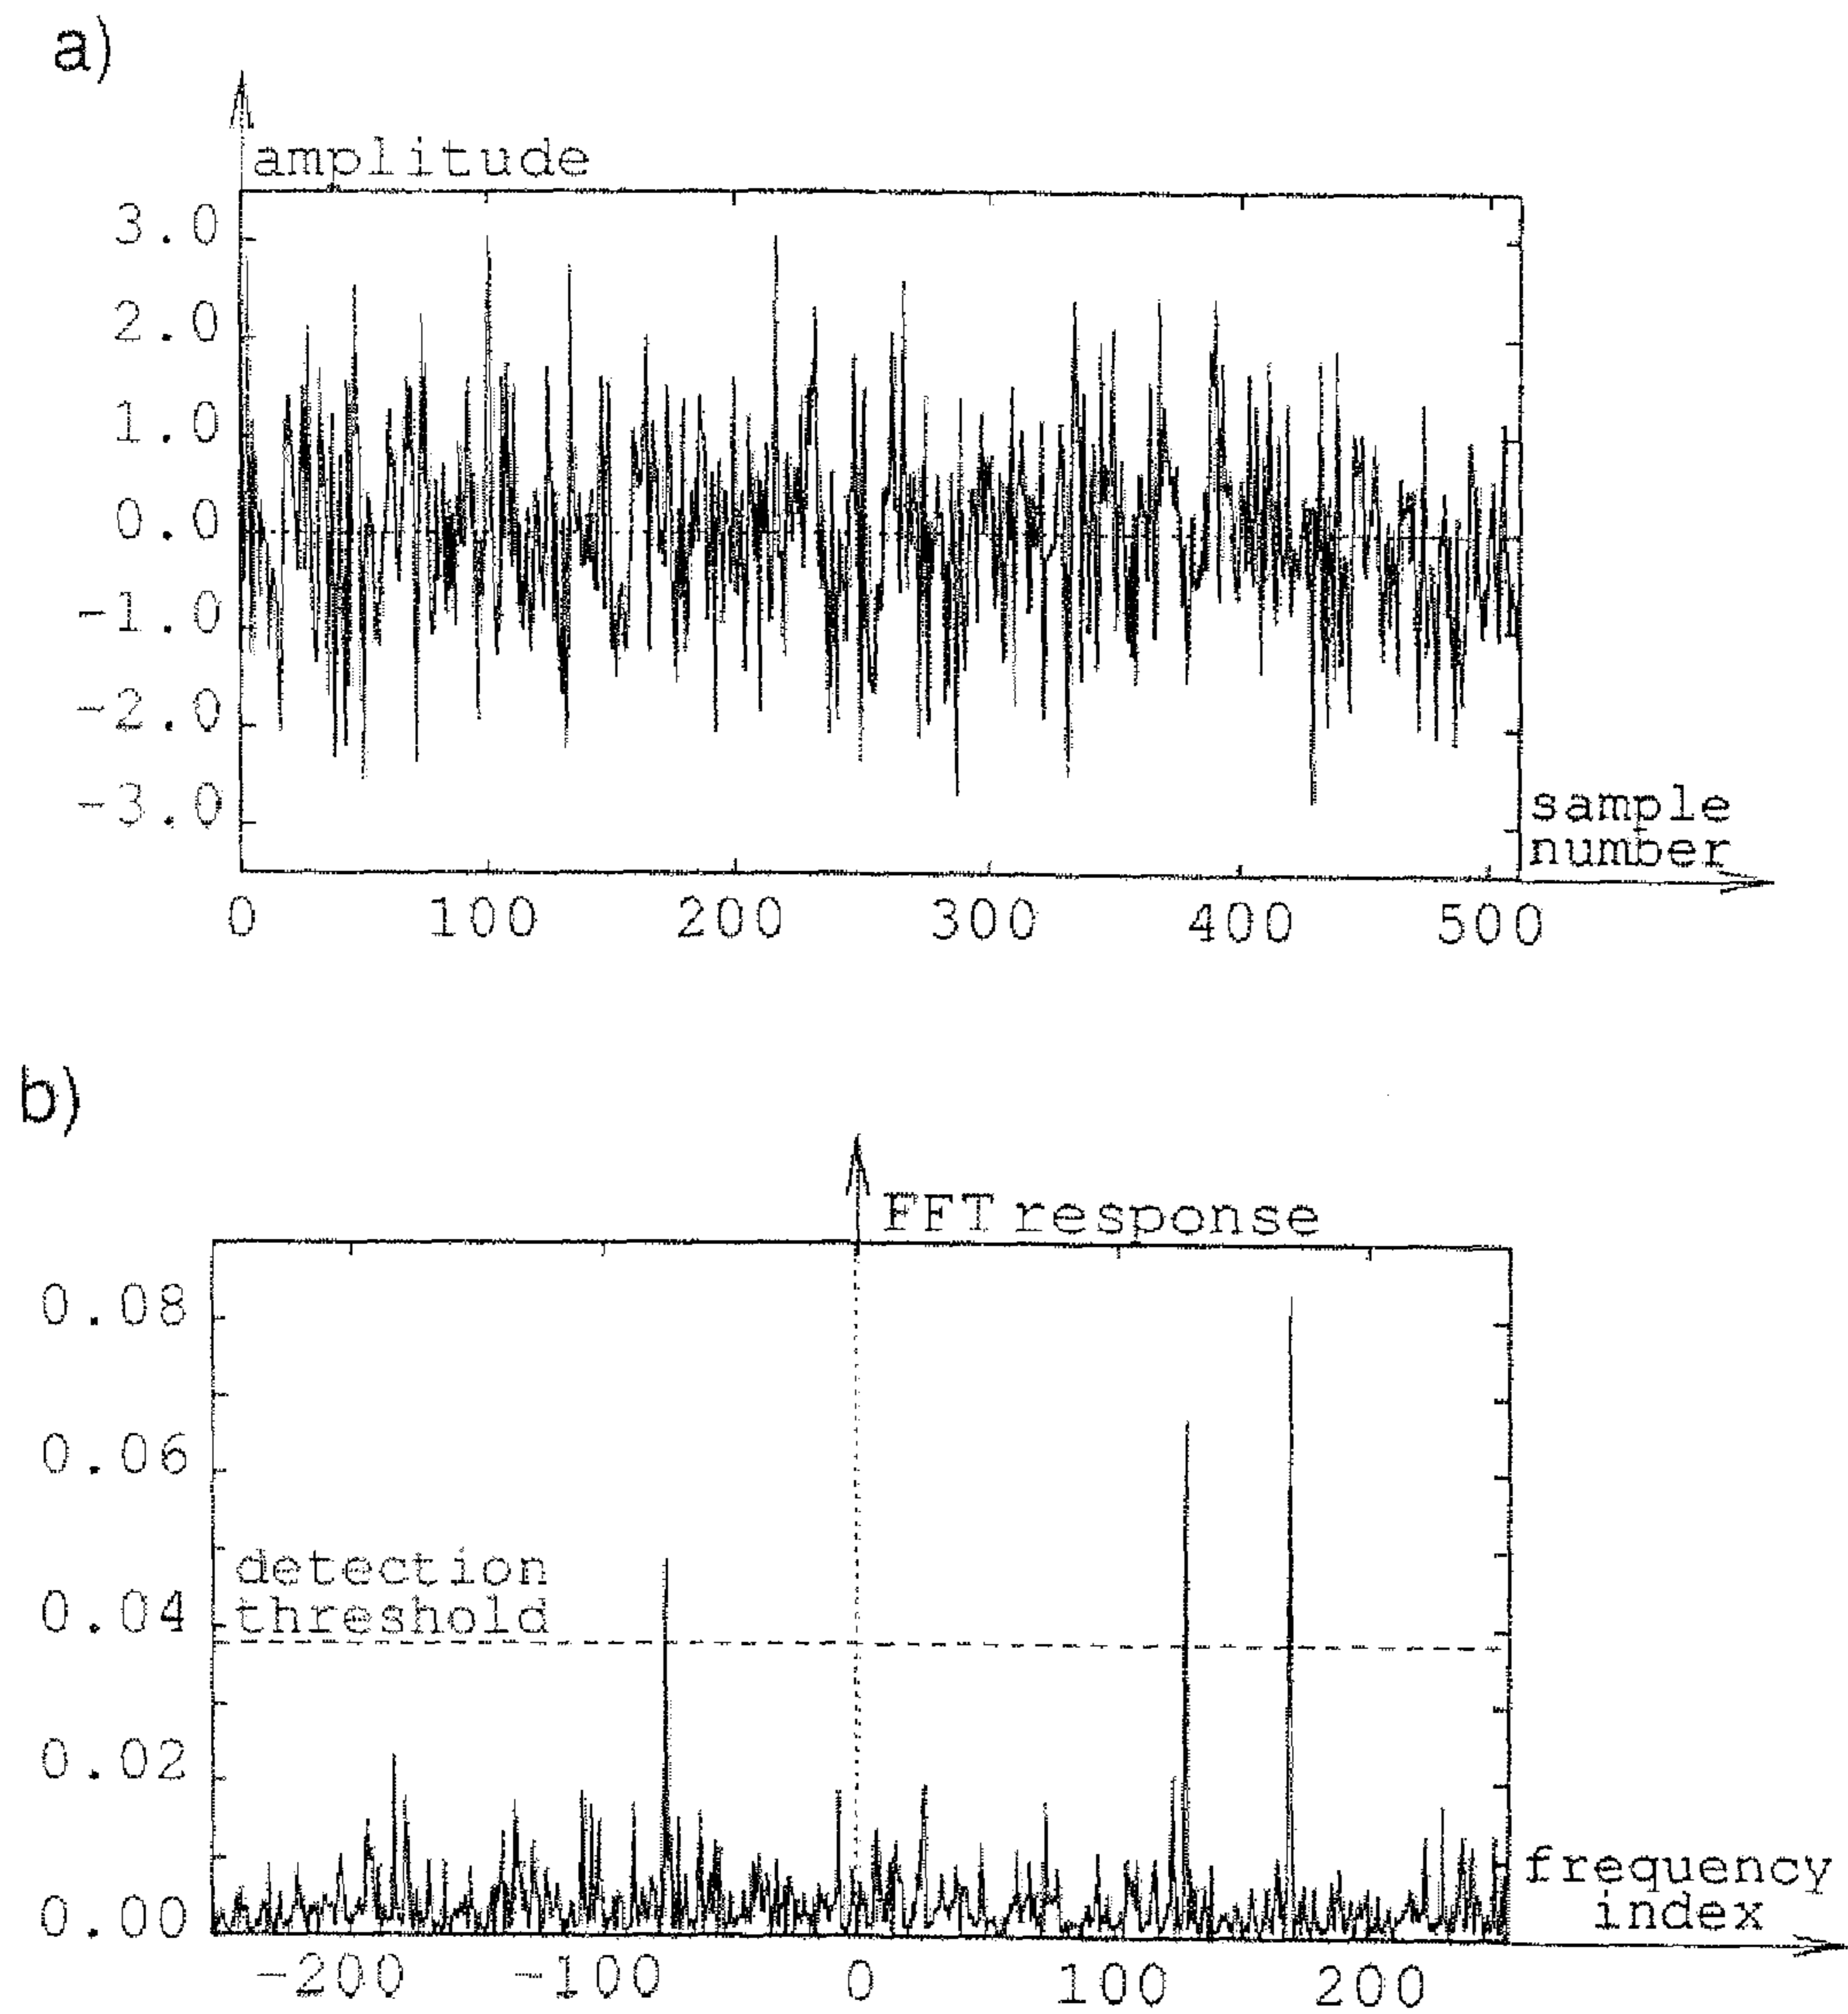 a)
amplitude
3.0
2.0
1.0
0.0
-1.0
-2.0
-3.0
sample
number
0 100 200 300 400 500
b)
FFT response
0.08
0.06
detection
threshold
0.04
0.02
0.00
frequency
index
-200 -100 0 100 200